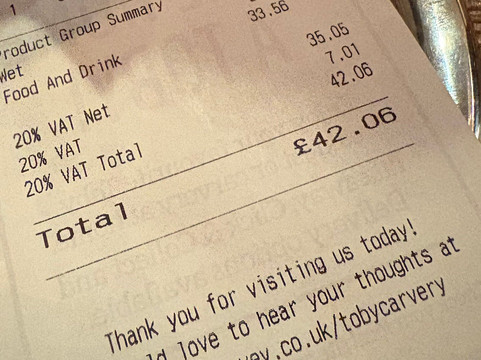 1
Product Group Summary
Wet
Food And Drink 33.56
20% VAT Net 35.05
20% VAT 7.01
20% VAT Total 42.06
Total £42.06
Thank you for visiting us today!
love to hear your thoughts at
.co.uk/tobycarvery